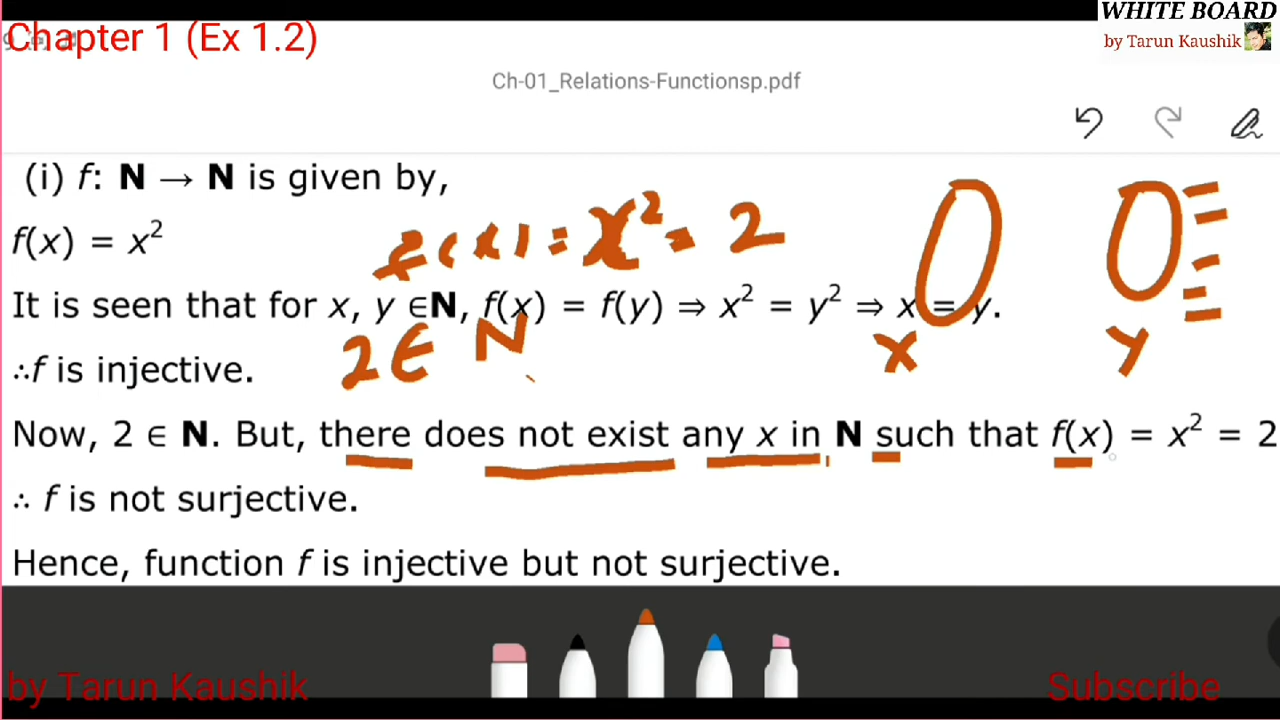 WHITE BOARD
by Tarun Kaushik
Chapter 1 (Ex 1.2)
Ch-01_Relations-Functionsp.pdf
(i) f: N → N is given by,
f(x) = x²
f(x) = x² = 2
It is seen that for x, y ∈N, f(x) = f(y) ⇒ x² = y² ⇒ x = y.
2 ∈ N
X
Y
∴f is injective.
Now, 2 ∈ N. But, there does not exist any x in N such that f(x) = x² = 2
∴ f is not surjective.
Hence, function f is injective but not surjective.
by Tarun Kaushik
Subscribe